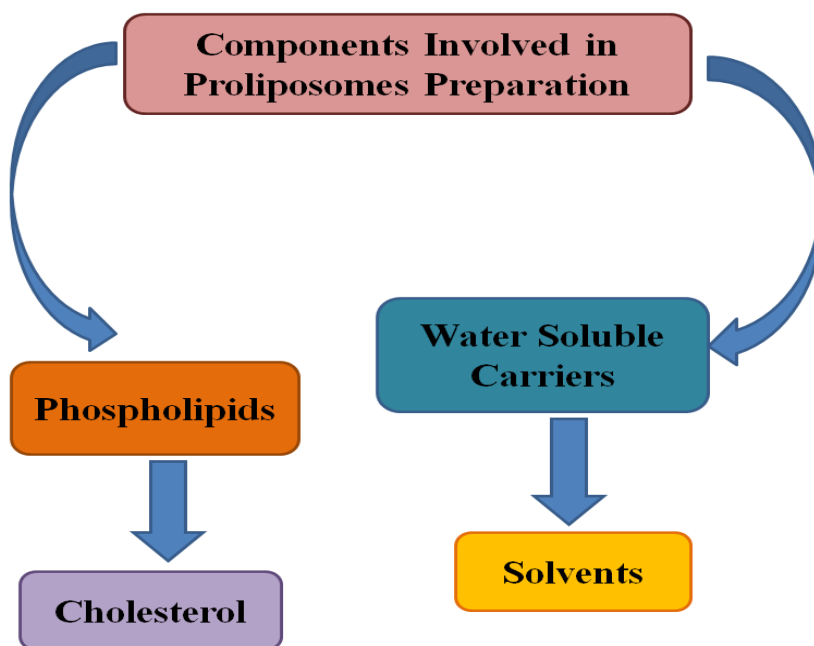 Components Involved in
Proliposomes Preparation
Water Soluble
Carriers
Phospholipids
Solvents
Cholesterol